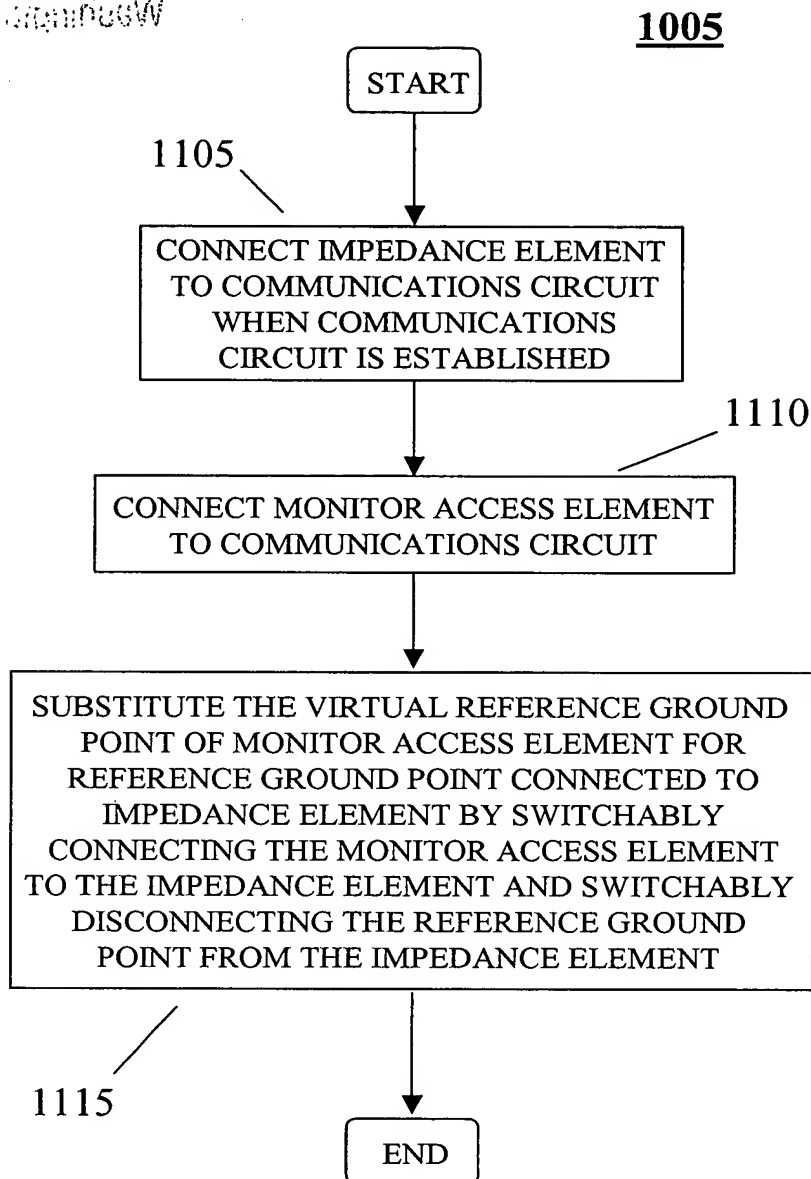 1005
START
1105
CONNECT IMPEDANCE ELEMENT
TO COMMUNICATIONS CIRCUIT
WHEN COMMUNICATIONS
CIRCUIT IS ESTABLISHED
1110
CONNECT MONITOR ACCESS ELEMENT
TO COMMUNICATIONS CIRCUIT
SUBSTITUTE THE VIRTUAL REFERENCE GROUND
POINT OF MONITOR ACCESS ELEMENT FOR
REFERENCE GROUND POINT CONNECTED TO
IMPEDANCE ELEMENT BY SWITCHABLY
CONNECTING THE MONITOR ACCESS ELEMENT
TO THE IMPEDANCE ELEMENT AND SWITCHABLY
DISCONNECTING THE REFERENCE GROUND
POINT FROM THE IMPEDANCE ELEMENT
1115
END